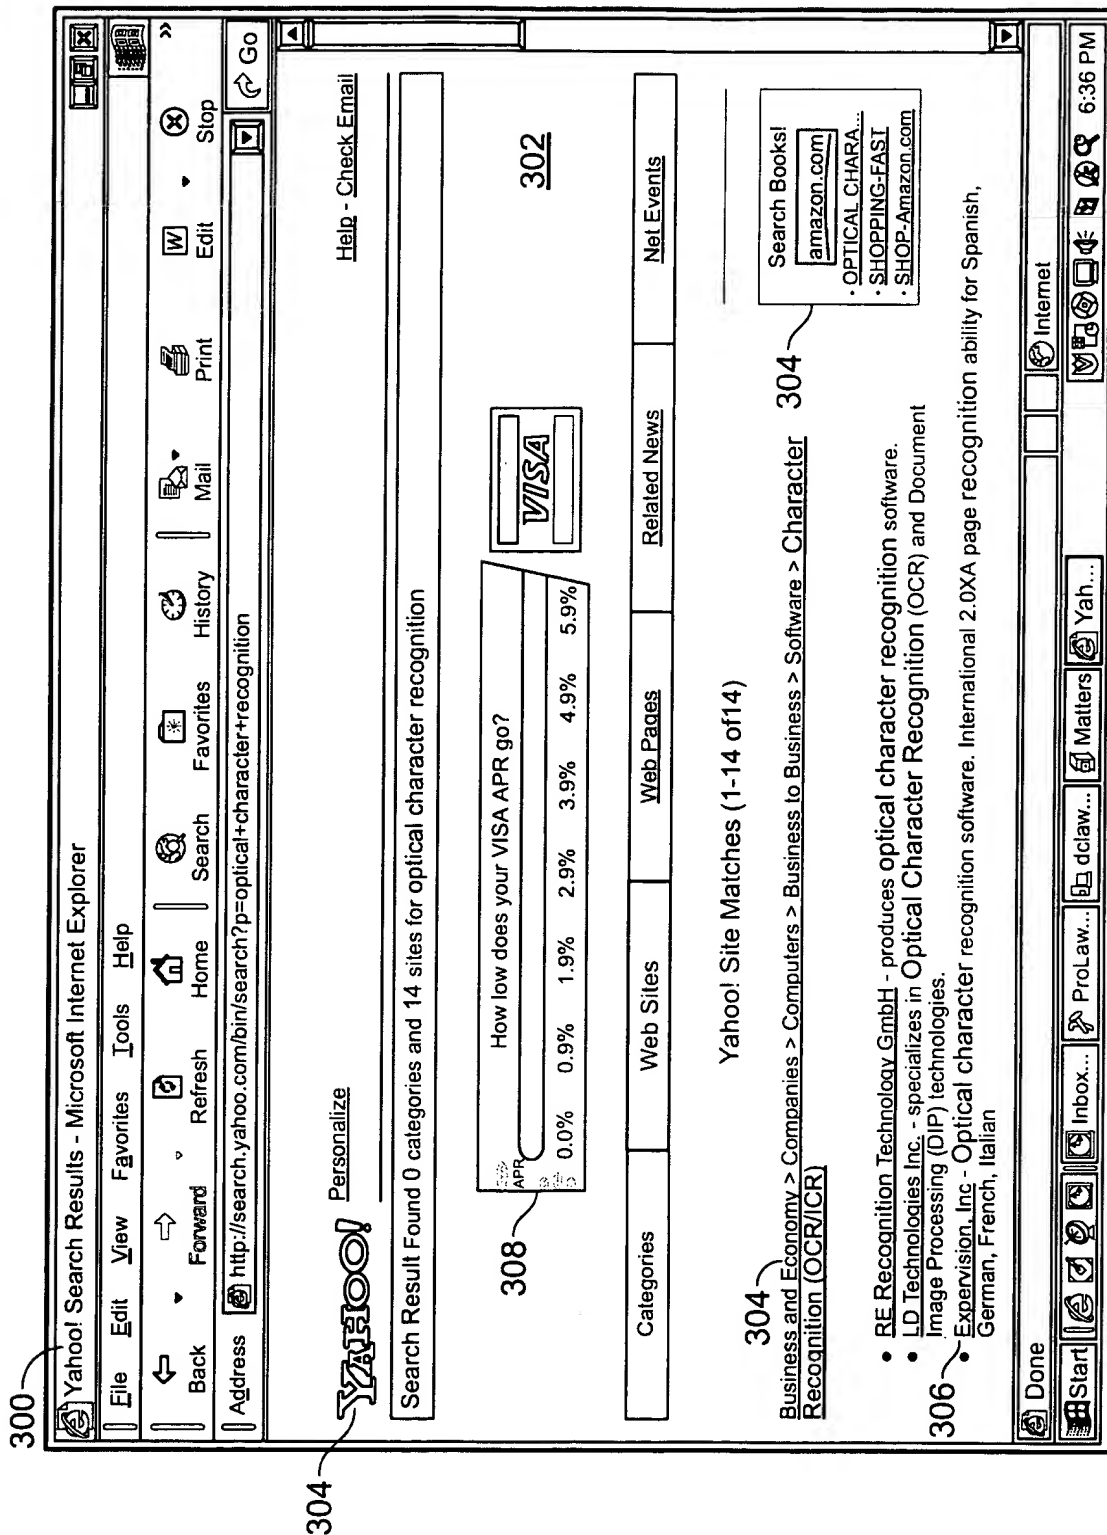 300
Yahoo! Search Results - Microsoft Internet Explorer
File Edit View Favorites Tools Help
Back Forward Refresh Home Search Favorites History Mail Print Edit Stop »
Address http://search.yahoo.com/bin/search?p=optical+character+recognition Go
304
YAHOO! Personalize Help - Check Email
Search Result Found 0 categories and 14 sites for optical character recognition
302
308
How low does your VISA APR go?
APR
0.0% 0.9% 1.9% 2.9% 3.9% 4.9% 5.9%
VISA
Categories Web Sites Web Pages Related News Net Events
Yahoo! Site Matches (1-14 of14)
304
Business and Economy > Companies > Computers > Business to Business > Software > Character
Recognition (OCR/ICR)
304
Search Books!
amazon.com
· OPTICAL CHARA...
· SHOPPING-FAST
· SHOP-Amazon.com
• RE Recognition Technology GmbH - produces optical character recognition software.
• LD Technologies Inc. - specializes in Optical Character Recognition (OCR) and Document
Image Processing (DIP) technologies.
306
• Expervision, Inc - Optical character recognition software. International 2.0XA page recognition ability for Spanish,
German, French, Italian
Done Internet
Start Inbox... ProLaw... dclaw... Matters Yah... 6:36 PM